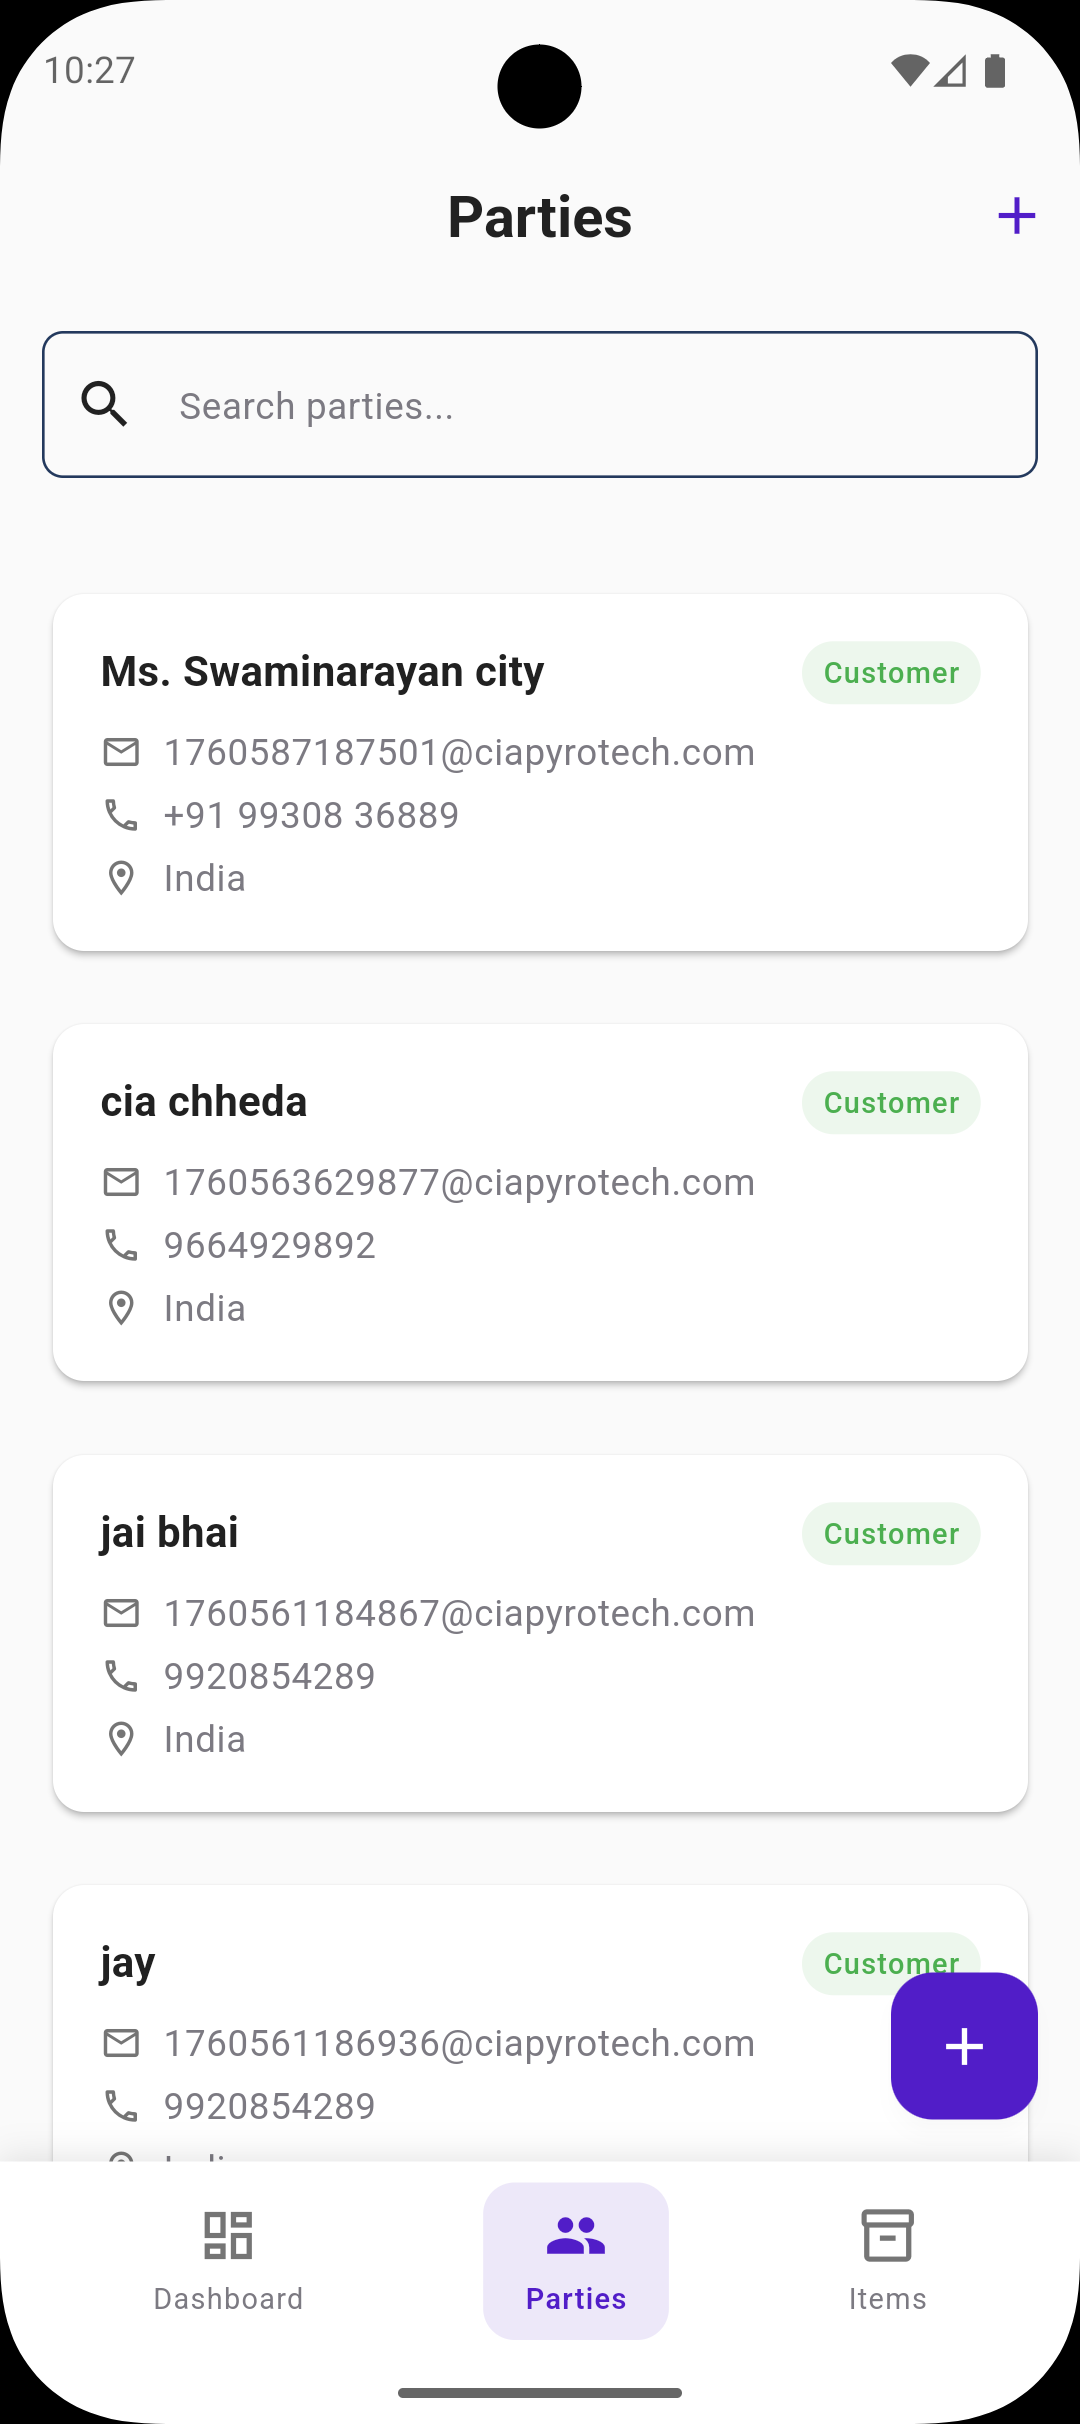 10:27
Parties
Search parties...
Ms. Swaminarayan city
Customer
1760587187501@ciapyrotech.com
+91 99308 36889
India
cia chheda
Customer
1760563629877@ciapyrotech.com
9664929892
India
jai bhai
Customer
1760561184867@ciapyrotech.com
9920854289
India
jay
Customer
1760561186936@ciapyrotech.com
9920854289
Dashboard
Parties
Items